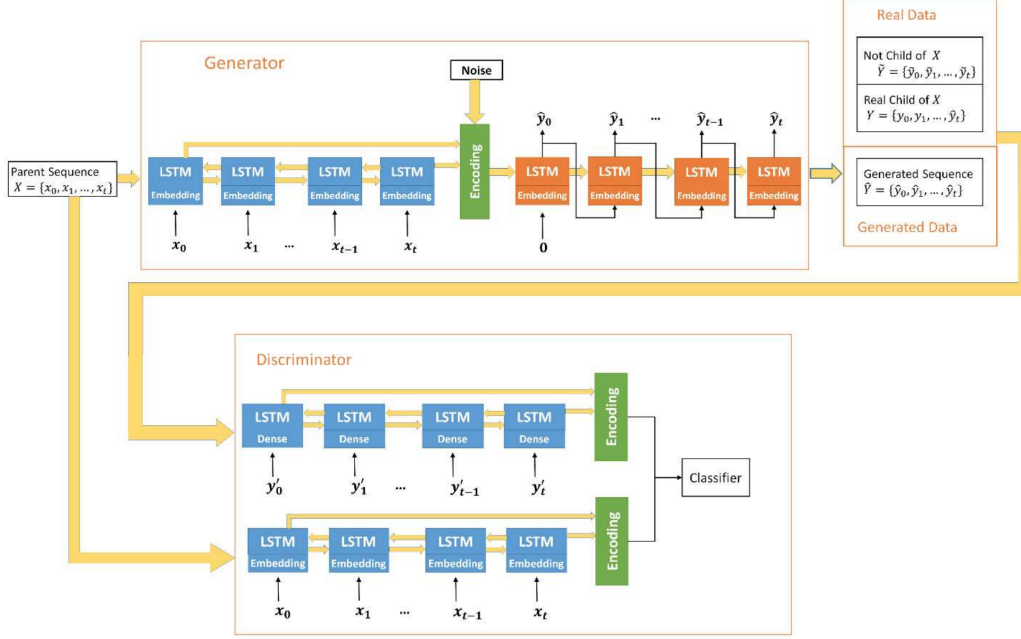 Real Data
Not Child of X
Ỹ = {ỹ₀, ỹ₁, ..., ỹₜ}
Real Child of X
Y = {y₀, y₁, ..., ŷₜ}
Generated Sequence
Ŷ = {ŷ₀, ŷ₁, ..., ŷₜ}
Generated Data
Generator
Noise
Parent Sequence
X = {x₀, x₁, ..., xₜ}
LSTM LSTM LSTM LSTM
Embedding Embedding Embedding Embedding
x₀ x₁ ... xₜ₋₁ xₜ
Encoding
ŷ₀ ŷ₁ ... ŷₜ₋₁ ŷₜ
LSTM LSTM LSTM LSTM
Embedding Embedding Embedding Embedding
0
Discriminator
LSTM LSTM LSTM LSTM
Dense Dense Dense Dense
y′₀ y′₁ ... y′ₜ₋₁ y′ₜ
Encoding
LSTM LSTM LSTM LSTM
Embedding Embedding Embedding Embedding
x₀ x₁ ... xₜ₋₁ xₜ
Encoding
Classifier